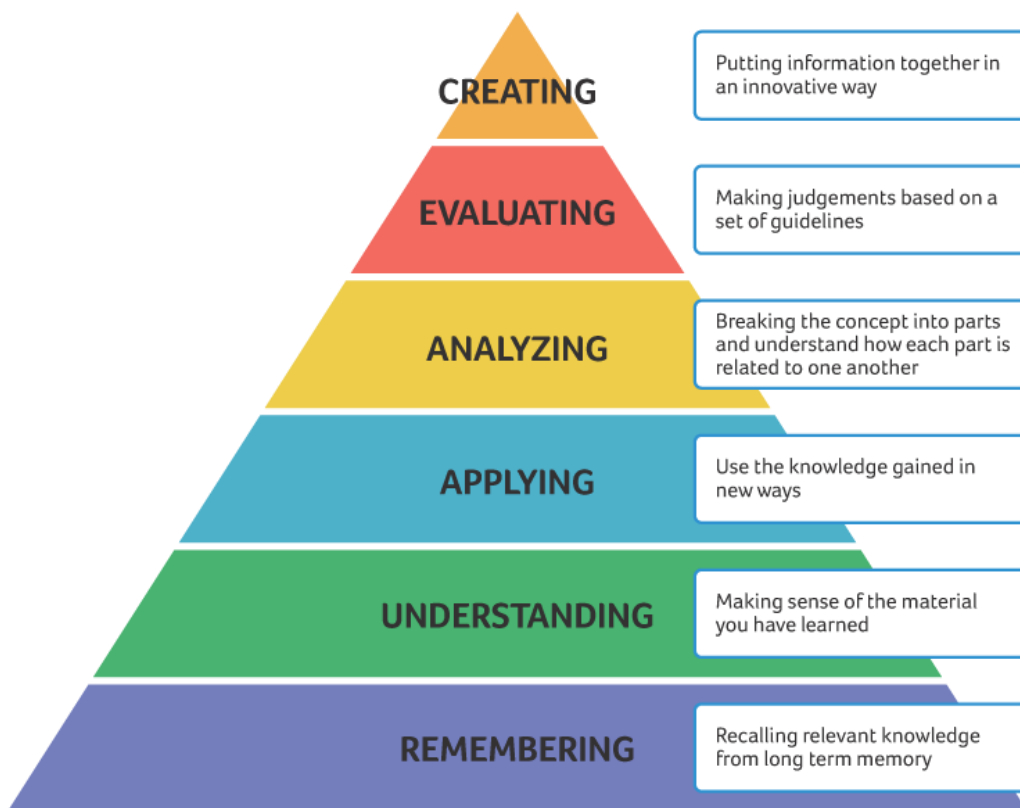 CREATING
Putting information together in
an innovative way
EVALUATING
Making judgements based on a
set of guidelines
ANALYZING
Breaking the concept into parts
and understand how each part is
related to one another
APPLYING
Use the knowledge gained in
new ways
UNDERSTANDING
Making sense of the material
you have learned
REMEMBERING
Recalling relevant knowledge
from long term memory